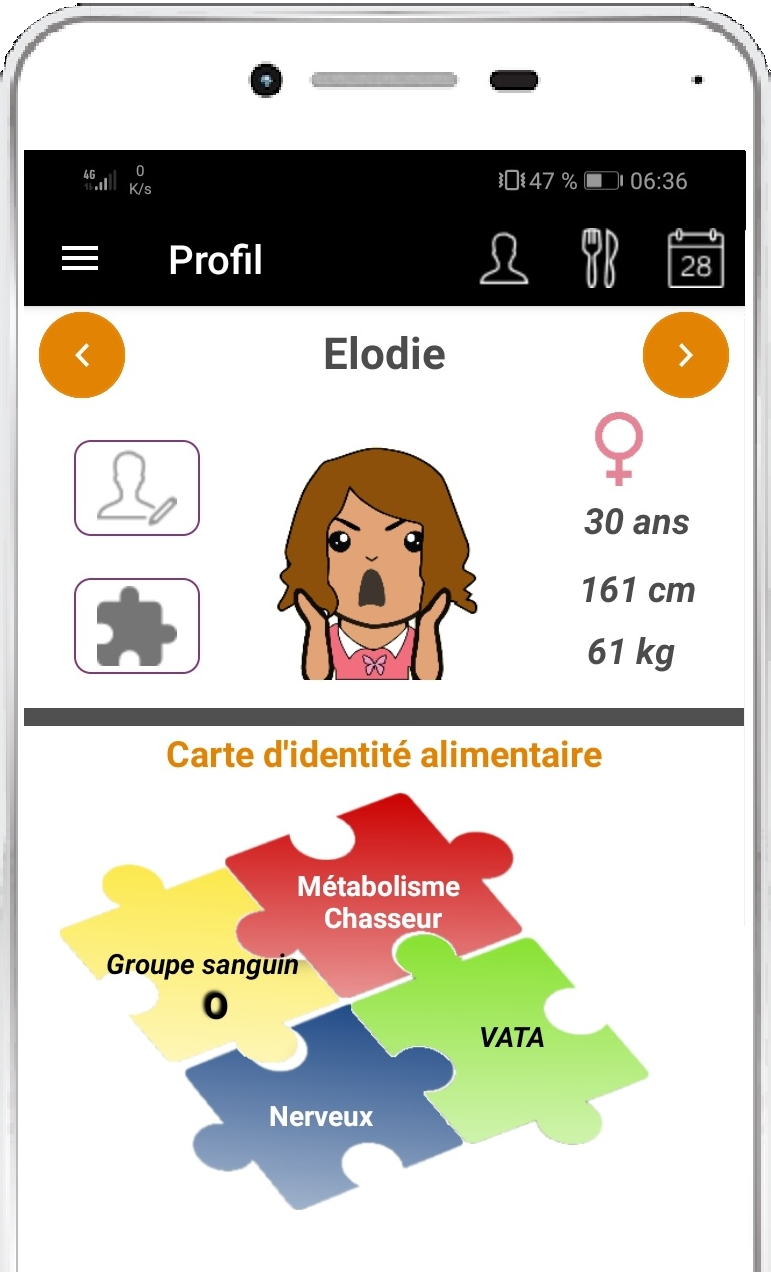 4G 0 K/s 47 % 06:36
Profil 28
Elodie
30 ans
161 cm
61 kg
Carte d'identité alimentaire
Métabolisme
Chasseur
Groupe sanguin
O
VATA
Nerveux